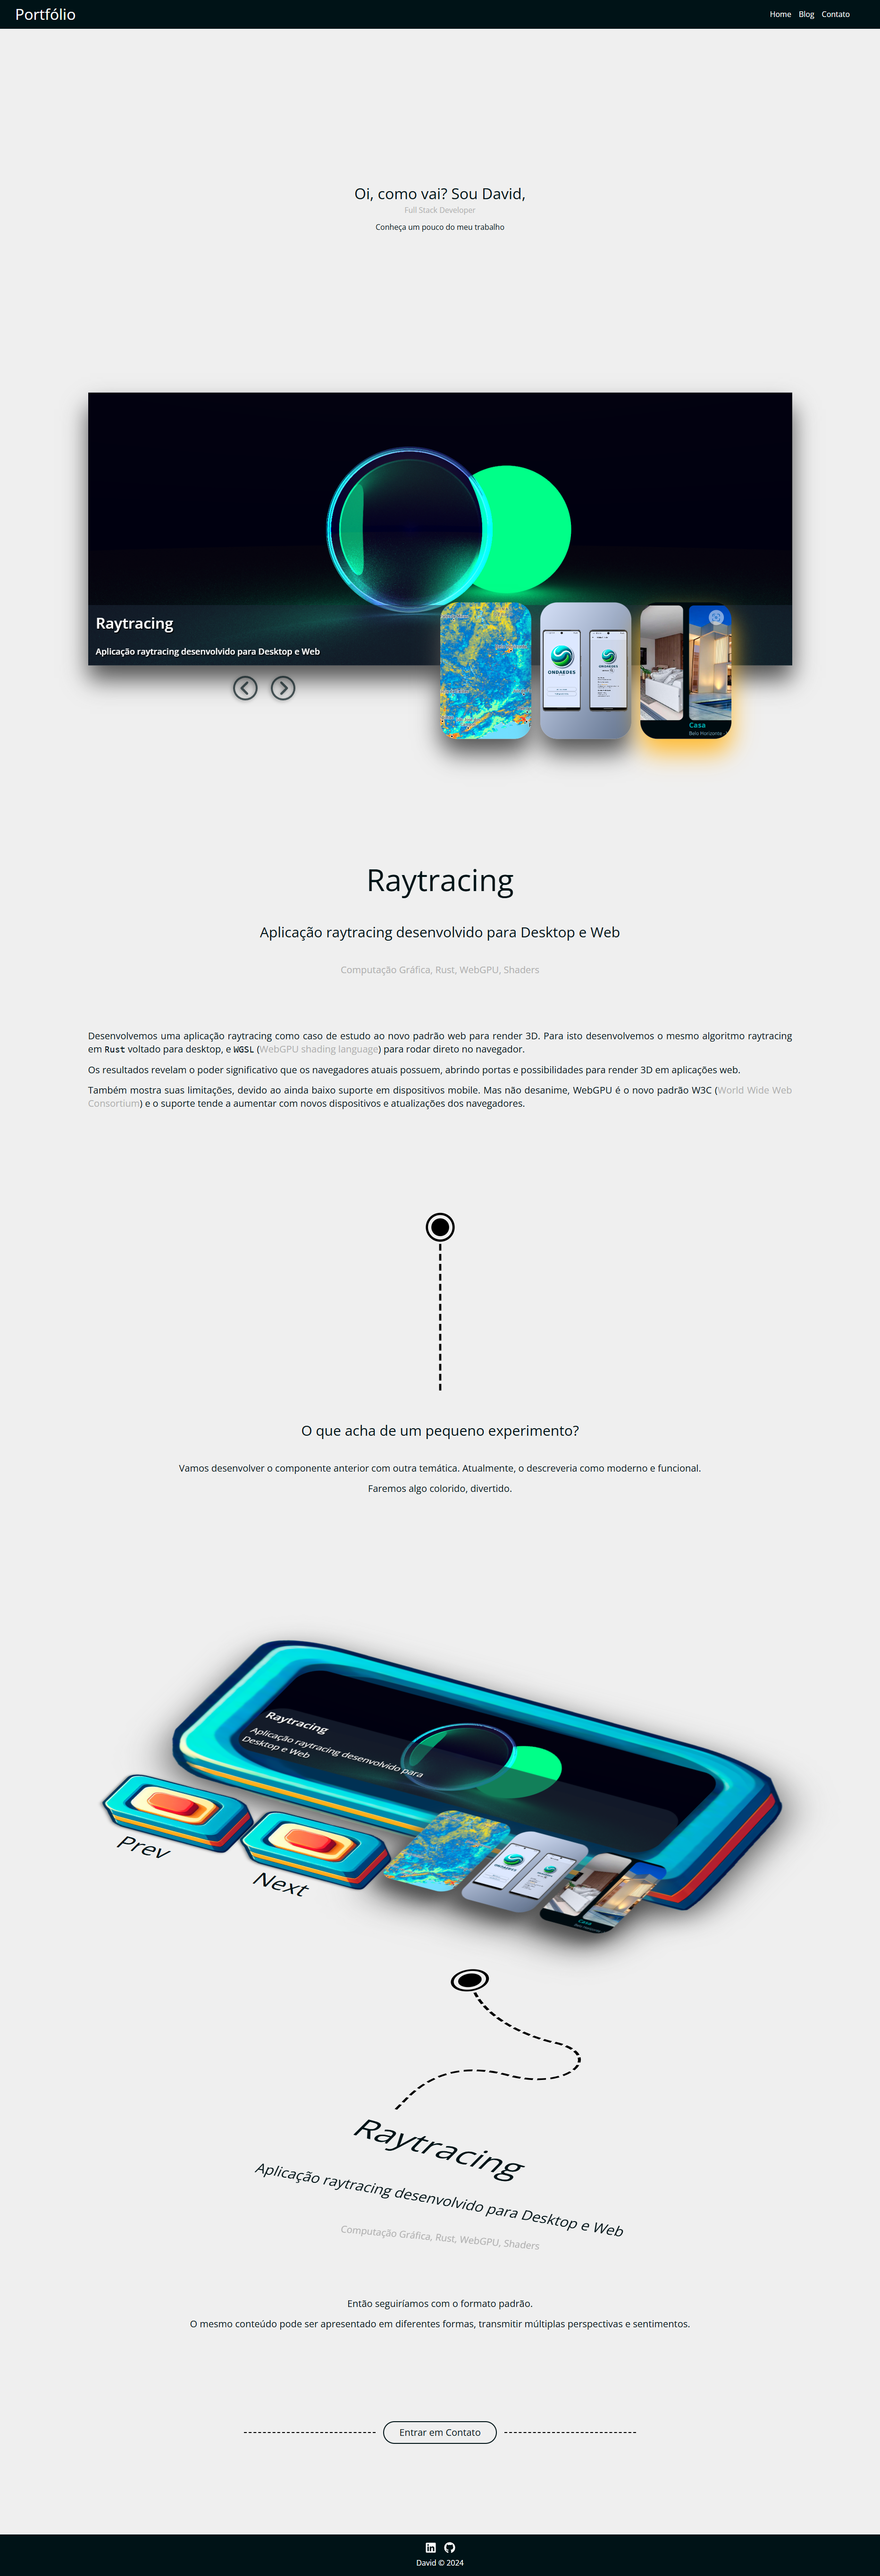 Portfólio
Home Blog Contato
Oi, como vai? Sou David,
Full Stack Developer
Conheça um pouco do meu trabalho
Raytracing
Aplicação raytracing desenvolvido para Desktop e Web
ONDAEDES
Casa
Belo Horizonte
Raytracing
Aplicação raytracing desenvolvido para Desktop e Web
Computação Gráfica, Rust, WebGPU, Shaders
Desenvolvemos uma aplicação raytracing como caso de estudo ao novo padrão web para render 3D. Para isto desenvolvemos o mesmo algoritmo raytracing
em Rust voltado para desktop, e WGSL (WebGPU shading language) para rodar direto no navegador.
Os resultados revelam o poder significativo que os navegadores atuais possuem, abrindo portas e possibilidades para render 3D em aplicações web.
Também mostra suas limitações, devido ao ainda baixo suporte em dispositivos mobile. Mas não desanime, WebGPU é o novo padrão W3C (World Wide Web
Consortium) e o suporte tende a aumentar com novos dispositivos e atualizações dos navegadores.
O que acha de um pequeno experimento?
Vamos desenvolver o componente anterior com outra temática. Atualmente, o descreveria como moderno e funcional.
Faremos algo colorido, divertido.
Raytracing
Aplicação raytracing desenvolvido para
Desktop e Web
Prev
Next
Casa
Raytracing
Aplicação raytracing desenvolvido para Desktop e Web
Computação Gráfica, Rust, WebGPU, Shaders
Então seguiríamos com o formato padrão.
O mesmo conteúdo pode ser apresentado em diferentes formas, transmitir múltiplas perspectivas e sentimentos.
Entrar em Contato
David © 2024